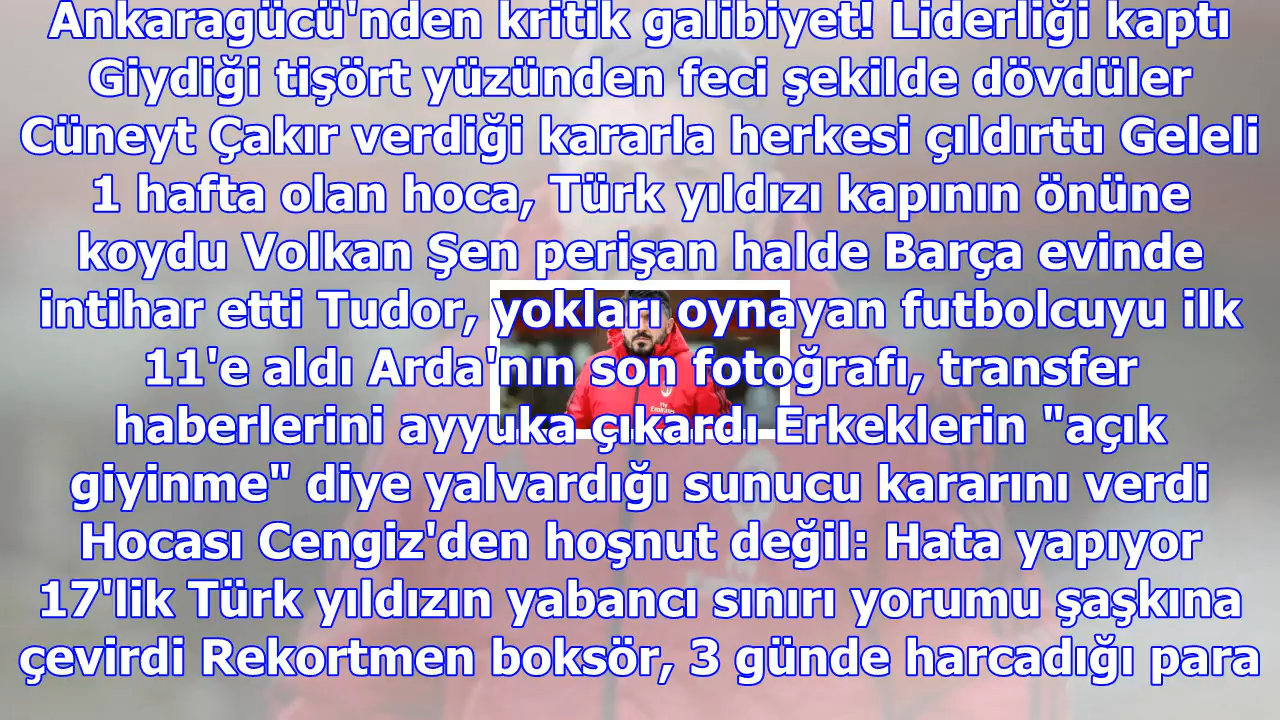 Ankaragücü'nden kritik galibiyet! Liderliği kaptı
Giydiği tişört yüzünden feci şekilde dövdüler
Cüneyt Çakır verdiği kararla herkesi çıldırttı Geleli
1 hafta olan hoca, Türk yıldızı kapının önüne
koydu Volkan Şen perişan halde Barça evinde
intihar etti Tudor, yokları oynayan futbolcuyu ilk
11'e aldı Arda'nın son fotoğrafı, transfer
haberlerini ayyuka çıkardı Erkeklerin "açık
giyinme" diye yalvardığı sunucu kararını verdi
Hocası Cengiz'den hoşnut değil: Hata yapıyor
17'lik Türk yıldızın yabancı sınırı yorumu şaşkına
çevirdi Rekortmen boksör, 3 günde harcadığı para
Fly
Emirates